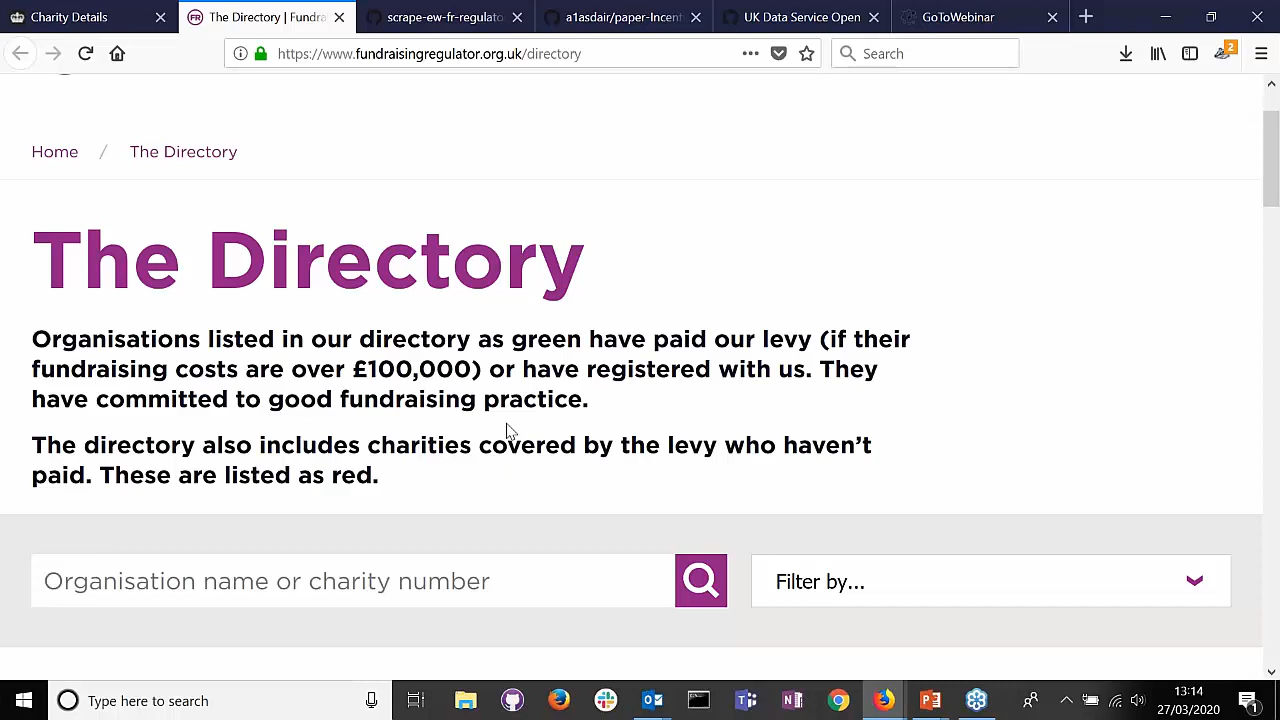 Charity Details
FR
The Directory | Fundra
scrape-ew-fr-regulato
a1asdair/paper-Incent
UK Data Service Open
GoToWebinar
https://www.fundraisingregulator.org.uk/directory
Search
2
Home / The Directory
The Directory
Organisations listed in our directory as green have paid our levy (if their
fundraising costs are over £100,000) or have registered with us. They
have committed to good fundraising practice.
The directory also includes charities covered by the levy who haven’t
paid. These are listed as red.
Organisation name or charity number
Filter by...
Type here to search
13:14
27/03/2020
1